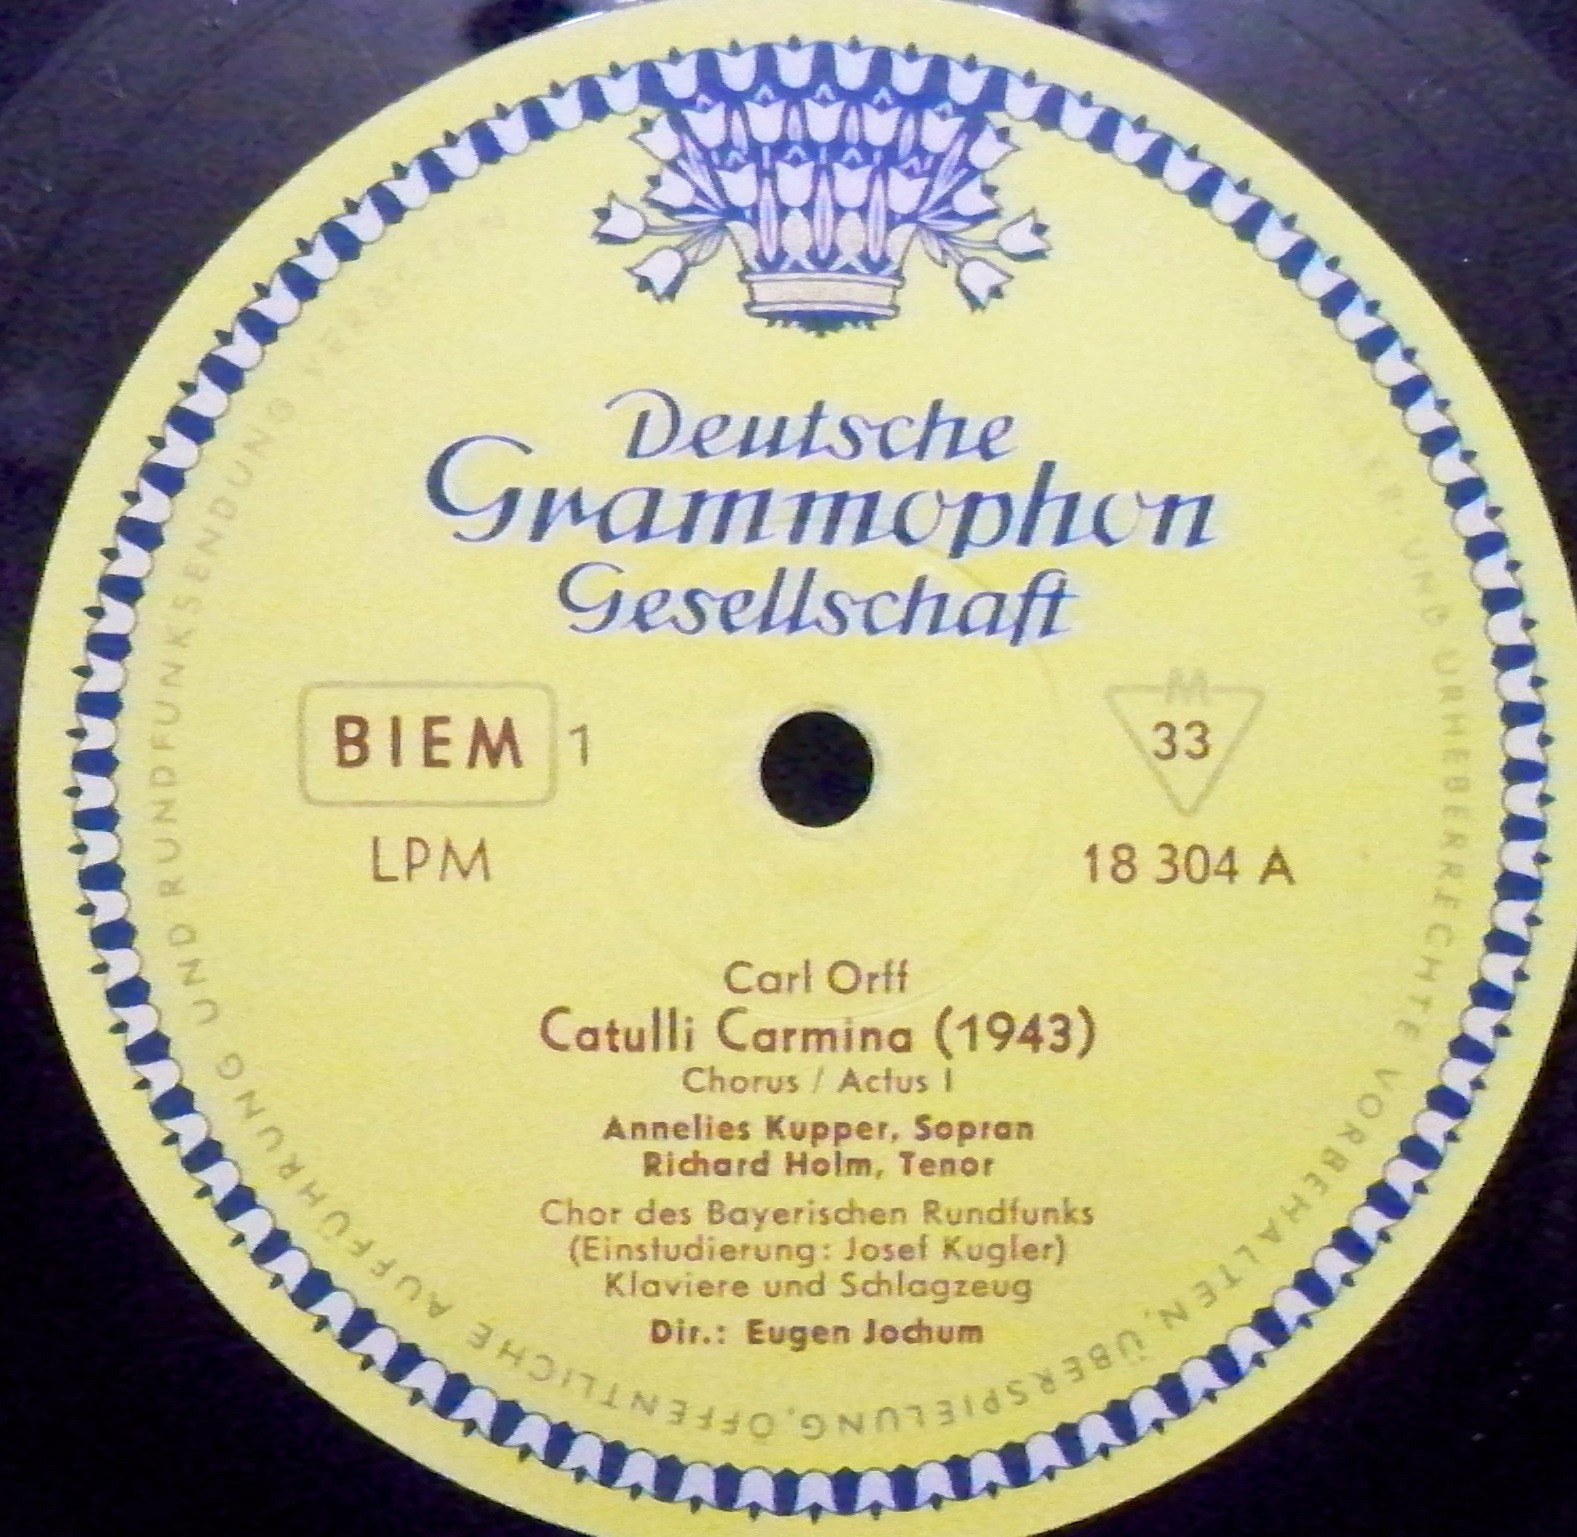 Deutsche
Grammophon
Gesellschaft
BIEM 1
M
33
LPM
18 304 A
Carl Orff
Catulli Carmina (1943)
Chorus / Actus I
Annelies Kupper, Sopran
Richard Holm, Tenor
Chor des Bayerischen Rundfunks
(Einstudierung: Josef Kugler)
Klaviere und Schlagzeug
Dir.: Eugen Jochum
UND URHEBERRECHTE VORBEHALTEN. ÜBERSPIELUNG, ÖFFENTLICHE AUFFÜHRUNG UND RUNDFUNKSENDUNG VERBOTEN